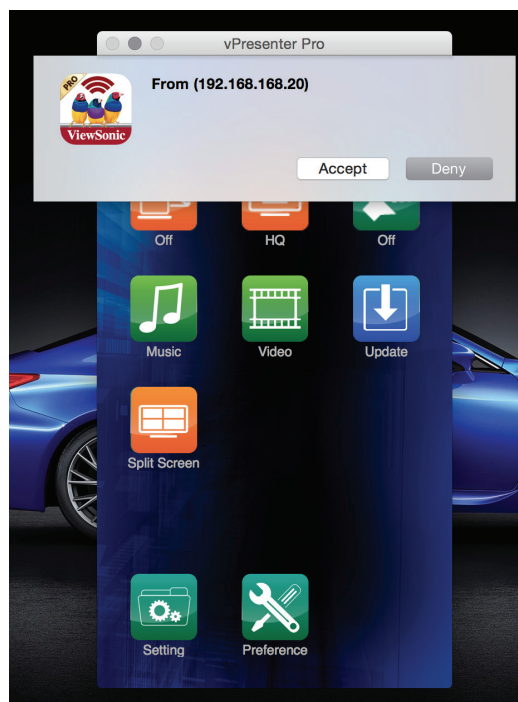 vPresenter Pro
PRO
From (192.168.168.20)
ViewSonic
Accept Deny
Off HQ Off
Music Video Update
Split Screen
Setting Preference